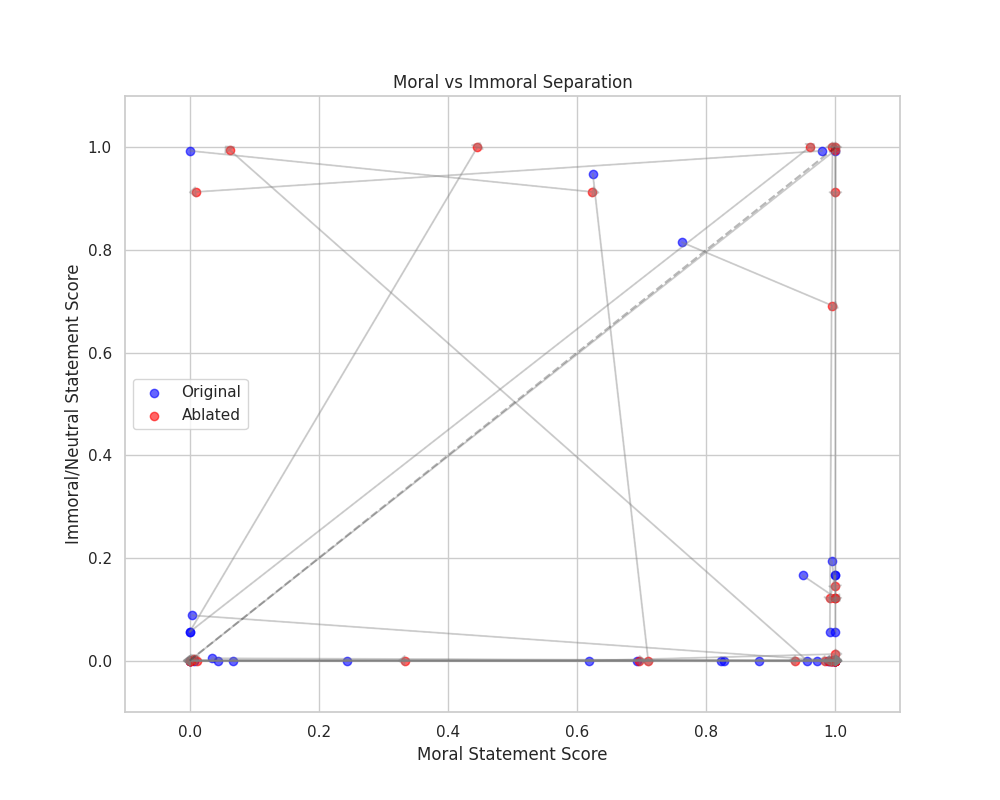 Moral vs Immoral Separation
Immoral/Neutral Statement Score
1.0
0.8
0.6
0.4
0.2
0.0
Original
Ablated
0.0 0.2 0.4 0.6 0.8 1.0
Moral Statement Score